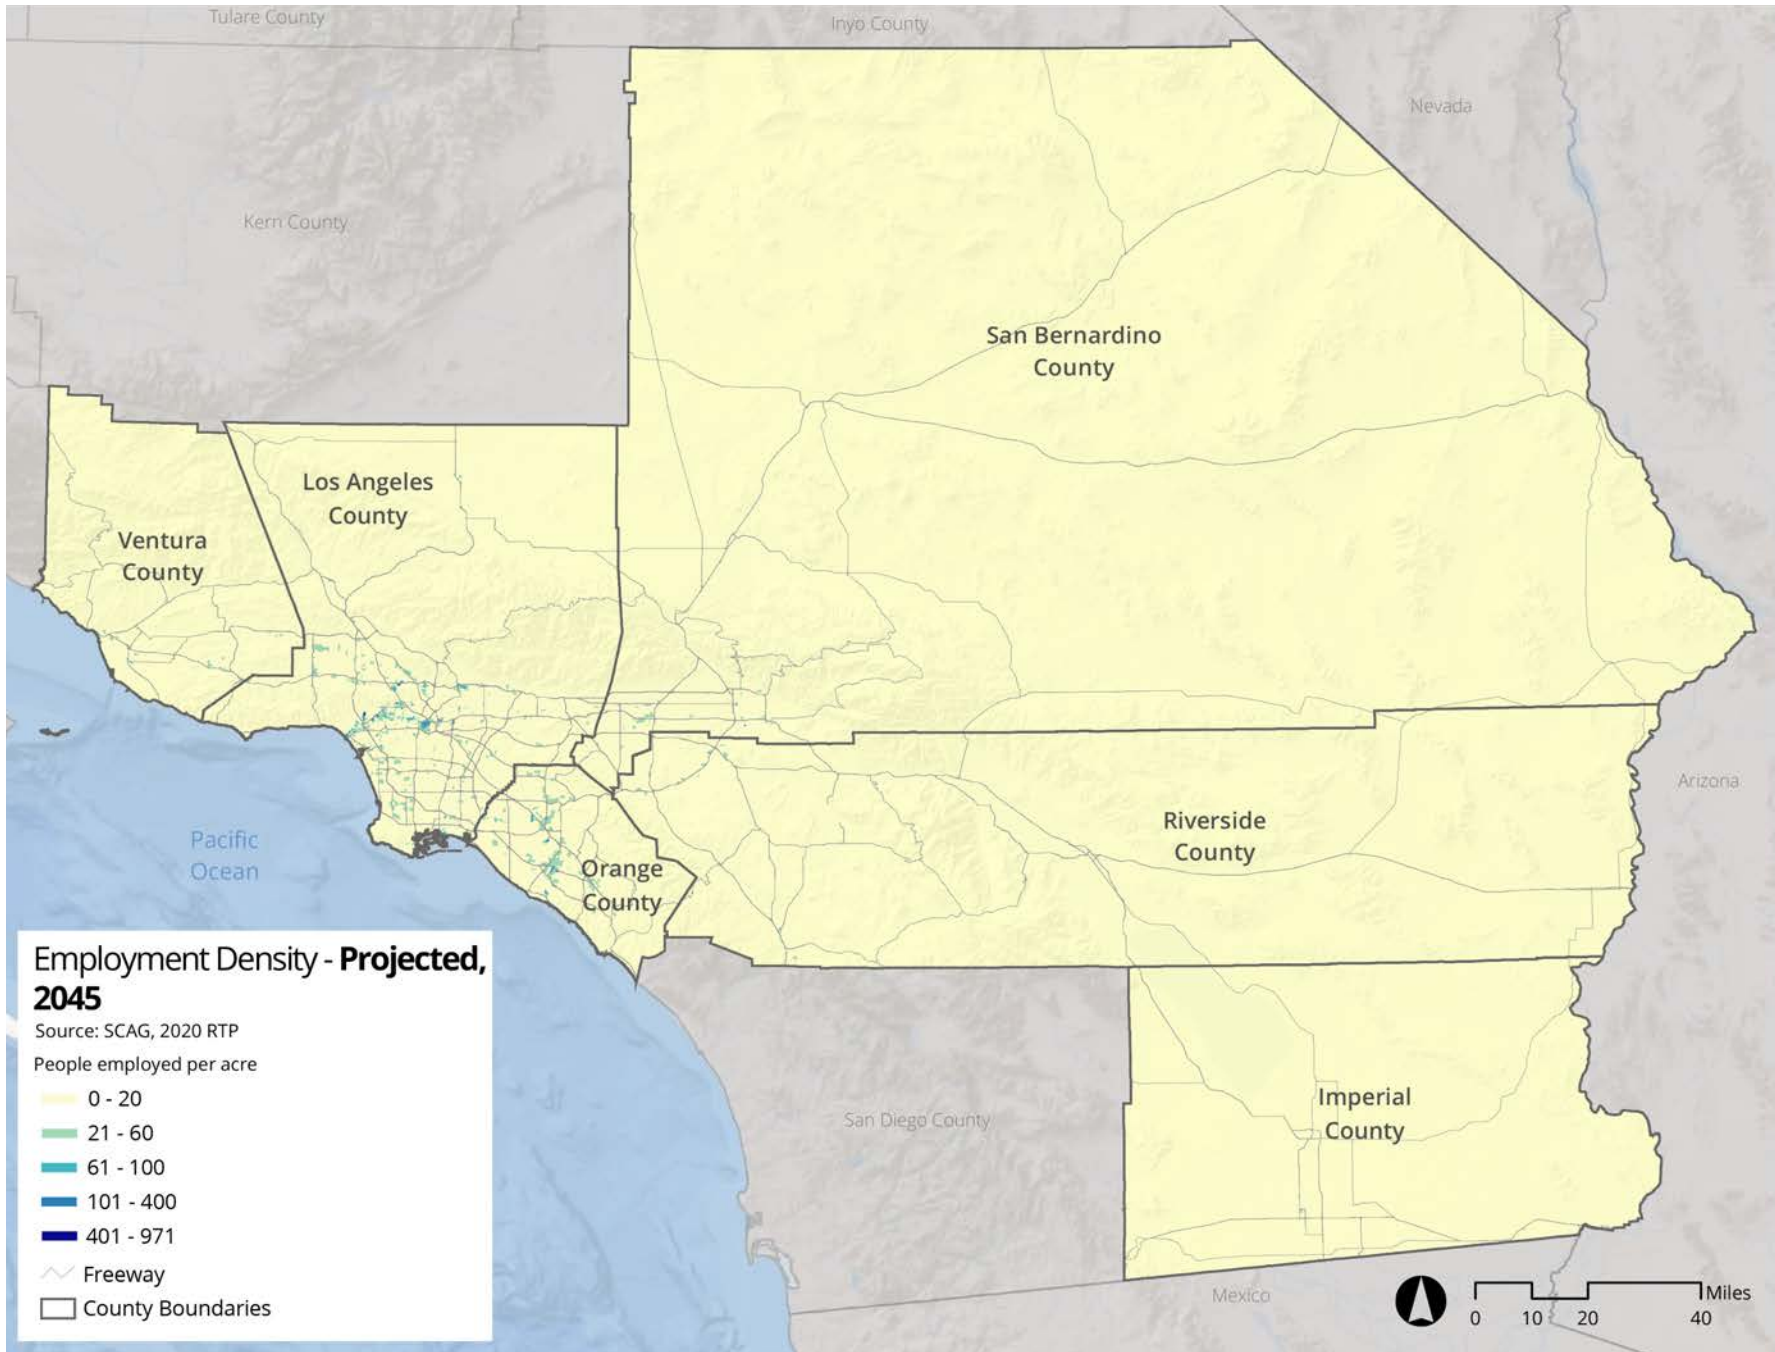 Tulare County
Inyo County
Nevada
Kern County
San Bernardino
County
Los Angeles
County
Ventura
County
Arizona
Riverside
County
Pacific
Ocean
Orange
County
Employment Density - Projected,
2045
Source: SCAG, 2020 RTP
People employed per acre
0 - 20
21 - 60
61 - 100
101 - 400
401 - 971
Freeway
County Boundaries
San Diego County
Imperial
County
Mexico
Miles
0 10 20 40